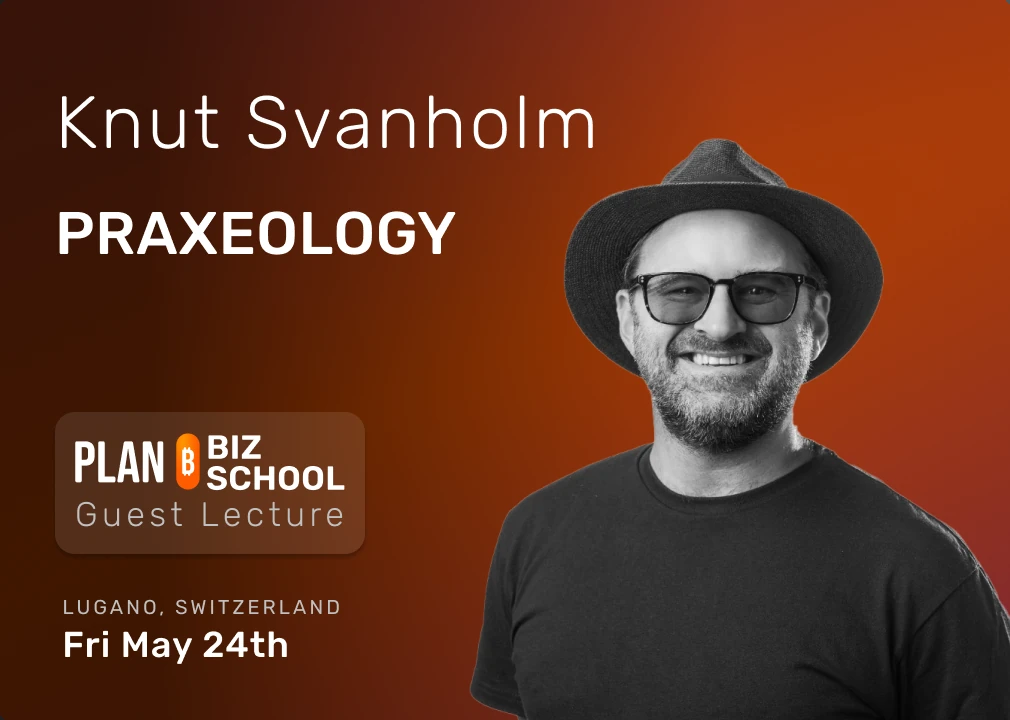 Knut Svanholm
PRAXEOLOGY
PLAN ₿ BIZ
SCHOOL
Guest Lecture
LUGANO, SWITZERLAND
Fri May 24th